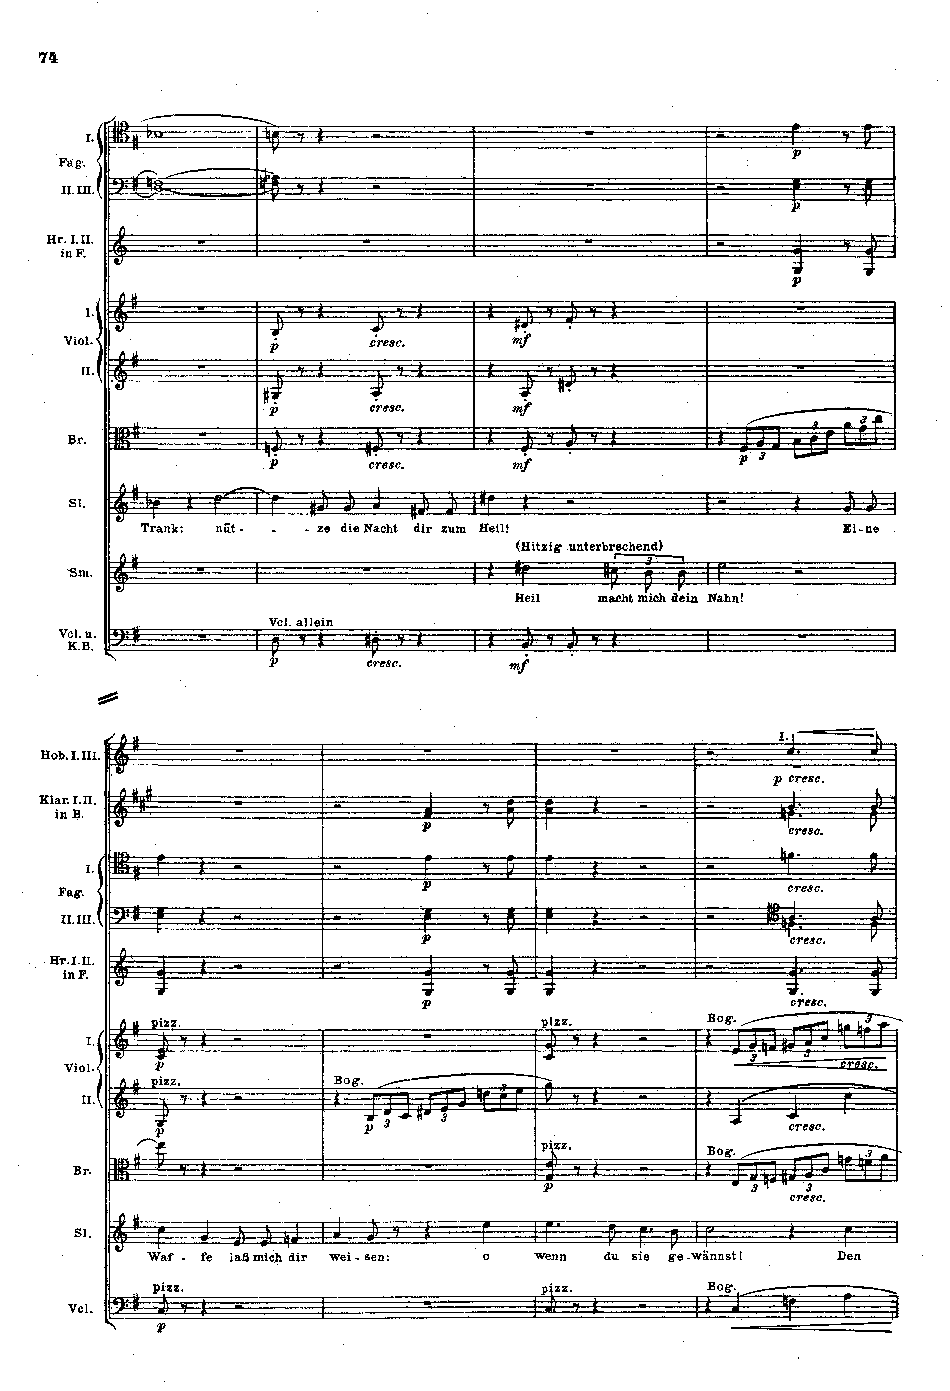 74
I.
Fag.
II. III.
Hr. I. II.
in F.
I.
Viol.
II.
Br.
Sl.
Sm.
Vcl. u.
K.B.
p
p
p
p cresc. mf
p cresc. mf
p cresc. mf p 3 3 3
Trank: nüt - - ze die Nacht dir zum Heil! Ei-ne
(Hitzig unterbrechend)
3
Heil macht mich dein Nahn!
Vcl. allein
p cresc. mf
Hob. I. III.
Klar. I. II.
in B.
I.
Fag.
II. III.
Hr. I. II.
in F.
I.
Viol.
II.
Br.
Sl.
Vcl.
I.
p cresc.
p cresc.
p cresc.
p cresc.
p cresc.
pizz. pizz. Bog. 3
p 3 3 cresc.
pizz. Bog. 3
p p 3 3 cresc.
pizz. Bog. 3
p 3 3
cresc.
Waf - fe laß mich dir wei - sen: o wenn du sie ge-wännst! Den
pizz. pizz. Bog.
p